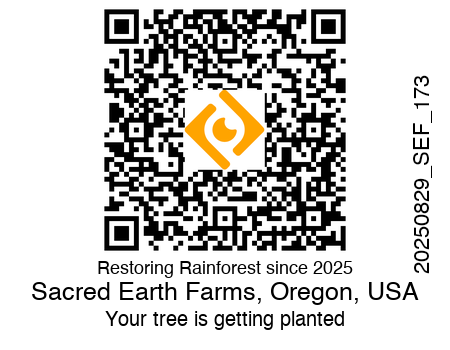 Restoring Rainforest since 2025
Sacred Earth Farms, Oregon, USA
Your tree is getting planted
20250829_SEF_173